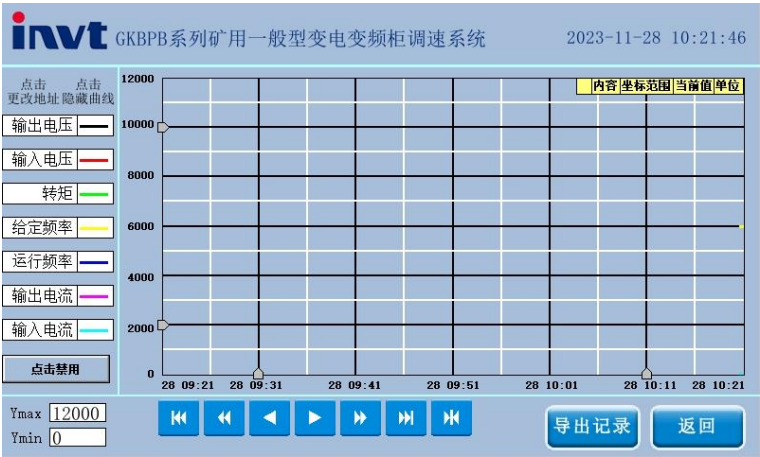 invt GKBPB系列矿用一般型变电变频柜调速系统 2023-11-28 10:21:46
点击 点击
更改地址 隐藏曲线
输出电压
输入电压
转矩
给定频率
运行频率
输出电流
输入电流
点击禁用
内容 坐标范围 当前值 单位
12000
10000
8000
6000
4000
2000
0
28 09:21 28 09:31 28 09:41 28 09:51 28 10:01 28 10:11 28 10:21
Ymax 12000
Ymin 0
导出记录 返回